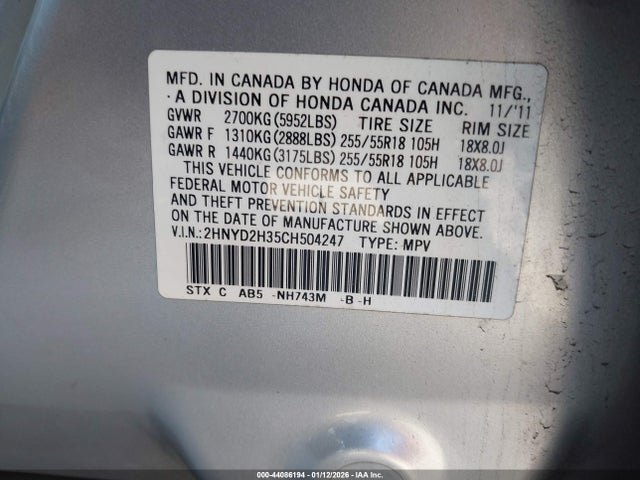 MFD. IN CANADA BY HONDA OF CANADA MFG.,
A DIVISION OF HONDA CANADA INC. 11/'11
GVWR 2700KG(5952LBS) TIRE SIZE RIM SIZE
GAWR F 1310KG(2888LBS) 255/55R18 105H 18X8.0J
GAWR R 1440KG(3175LBS) 255/55R18 105H 18X8.0J
THIS VEHICLE CONFORMS TO ALL APPLICABLE
FEDERAL MOTOR VEHICLE SAFETY
AND THEFT PREVENTION STANDARDS IN EFFECT
ON THE DATE OF MANUFACTURE SHOWN ABOVE.
V.I.N.:2HNYD2H35CH504247 TYPE: MPV
STX C AB5 -NH743M -B-H
000-44086194 - 01/12/2026 - IAA Inc.